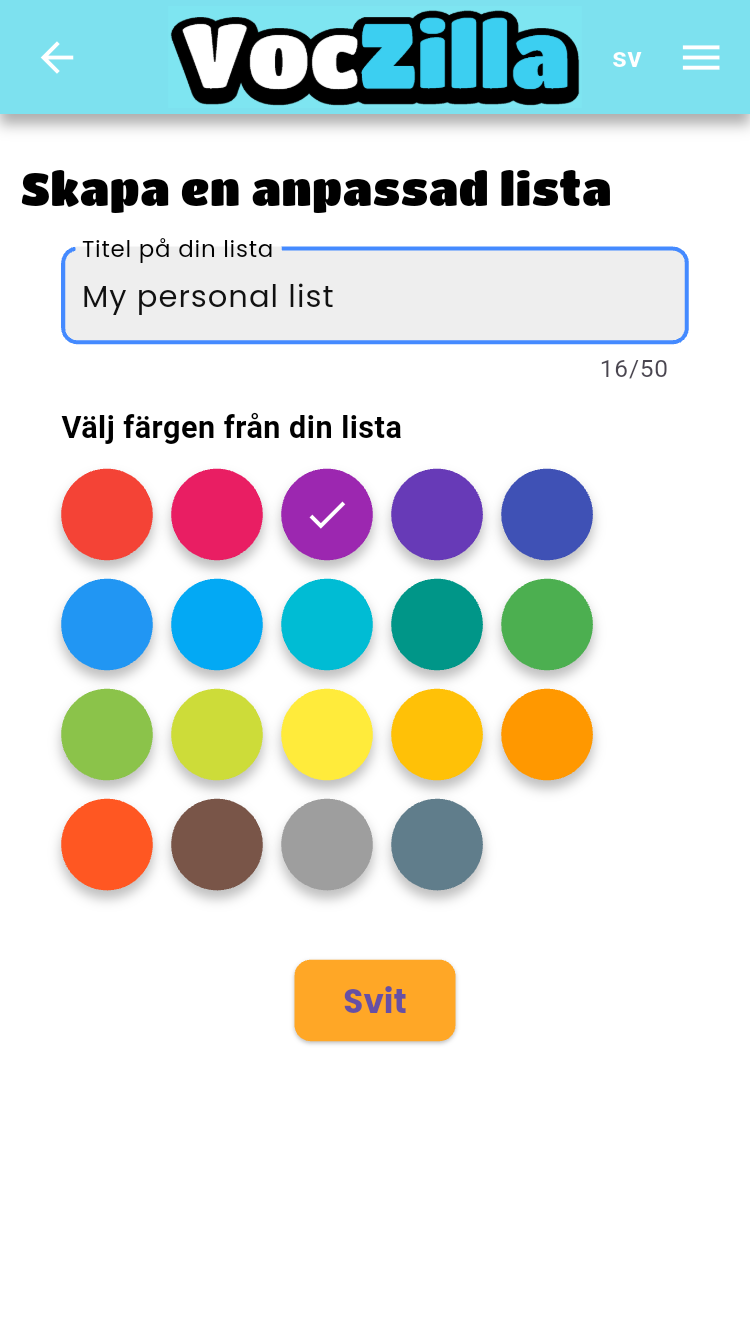 VocZilla
sv
Skapa en anpassad lista
Titel på din lista
My personal list
16/50
Välj färgen från din lista
Svit